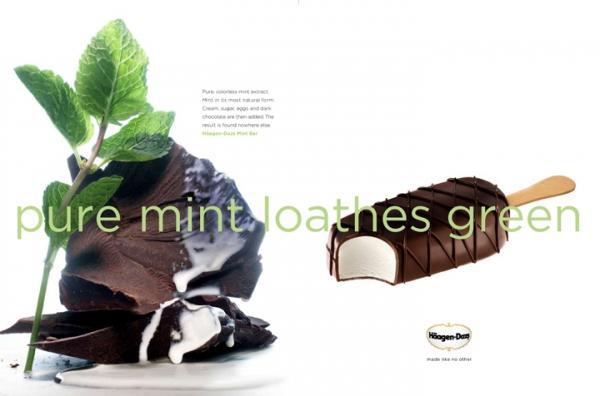 Pure, colorless mint extract.
Mint in its most natural form.
Cream, sugar, eggs and dark
chocolate are then added. The
result is found nowhere else.
Häagen-Dazs Mint Bar
pure mint loathes green
Häagen-Dazs
made like no other